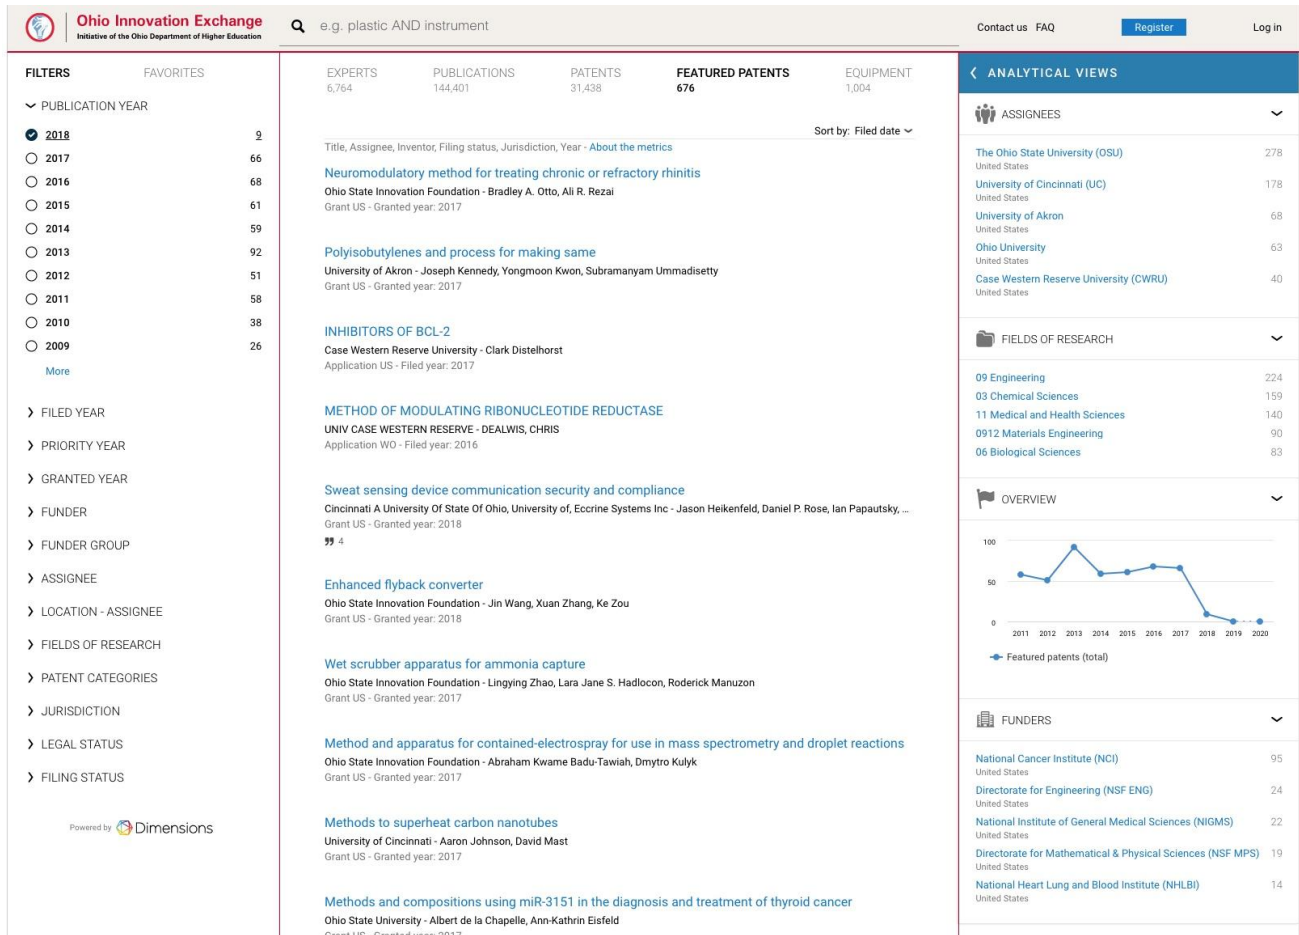 Ohio Innovation Exchange
Initiative of the Ohio Department of Higher Education
e.g. plastic AND instrument
Contact us FAQ
Register
Log in
FILTERS
FAVORITES
PUBLICATION YEAR
2018 9
2017 66
2016 68
2015 61
2014 59
2013 92
2012 51
2011 58
2010 38
2009 26
More
FILED YEAR
PRIORITY YEAR
GRANTED YEAR
FUNDER
FUNDER GROUP
ASSIGNEE
LOCATION - ASSIGNEE
FIELDS OF RESEARCH
PATENT CATEGORIES
JURISDICTION
LEGAL STATUS
FILING STATUS
Powered by Dimensions
EXPERTS
6,764
PUBLICATIONS
144,401
PATENTS
31,438
FEATURED PATENTS
676
EQUIPMENT
1,004
Sort by: Filed date
Title, Assignee, Inventor, Filing status, Jurisdiction, Year - About the metrics
Neuromodulatory method for treating chronic or refractory rhinitis
Ohio State Innovation Foundation - Bradley A. Otto, Ali R. Rezai
Grant US - Granted year: 2017
Polyisobutylenes and process for making same
University of Akron - Joseph Kennedy, Yongmoon Kwon, Subramanyam Ummadisetty
Grant US - Granted year: 2017
INHIBITORS OF BCL-2
Case Western Reserve University - Clark Distelhorst
Application US - Filed year: 2017
METHOD OF MODULATING RIBONUCLEOTIDE REDUCTASE
UNIV CASE WESTERN RESERVE - DEALWIS, CHRIS
Application WO - Filed year: 2016
Sweat sensing device communication security and compliance
Cincinnati A University Of State Of Ohio, University of, Eccrine Systems Inc - Jason Heikenfeld, Daniel P. Rose, Ian Papautsky, ...
Grant US - Granted year: 2018
4
Enhanced flyback converter
Ohio State Innovation Foundation - Jin Wang, Xuan Zhang, Ke Zou
Grant US - Granted year: 2018
Wet scrubber apparatus for ammonia capture
Ohio State Innovation Foundation - Lingying Zhao, Lara Jane S. Hadlocon, Roderick Manuzon
Grant US - Granted year: 2017
Method and apparatus for contained-electrospray for use in mass spectrometry and droplet reactions
Ohio State Innovation Foundation - Abraham Kwame Badu-Tawiah, Dmytro Kulyk
Grant US - Granted year: 2017
Methods to superheat carbon nanotubes
University of Cincinnati - Aaron Johnson, David Mast
Grant US - Granted year: 2017
Methods and compositions using miR-3151 in the diagnosis and treatment of thyroid cancer
Ohio State University - Albert de la Chapelle, Ann-Kathrin Eisfeld
Grant US - Granted year: 2017
ANALYTICAL VIEWS
ASSIGNEES
The Ohio State University (OSU) 278
United States
University of Cincinnati (UC) 178
United States
University of Akron 68
United States
Ohio University 63
United States
Case Western Reserve University (CWRU) 40
United States
FIELDS OF RESEARCH
09 Engineering 224
03 Chemical Sciences 159
11 Medical and Health Sciences 140
0912 Materials Engineering 90
06 Biological Sciences 83
OVERVIEW
100
50
0
2011 2012 2013 2014 2015 2016 2017 2018 2019 2020
Featured patents (total)
FUNDERS
National Cancer Institute (NCI) 95
United States
Directorate for Engineering (NSF ENG) 24
United States
National Institute of General Medical Sciences (NIGMS) 22
United States
Directorate for Mathematical & Physical Sciences (NSF MPS) 19
United States
National Heart Lung and Blood Institute (NHLBI) 14
United States